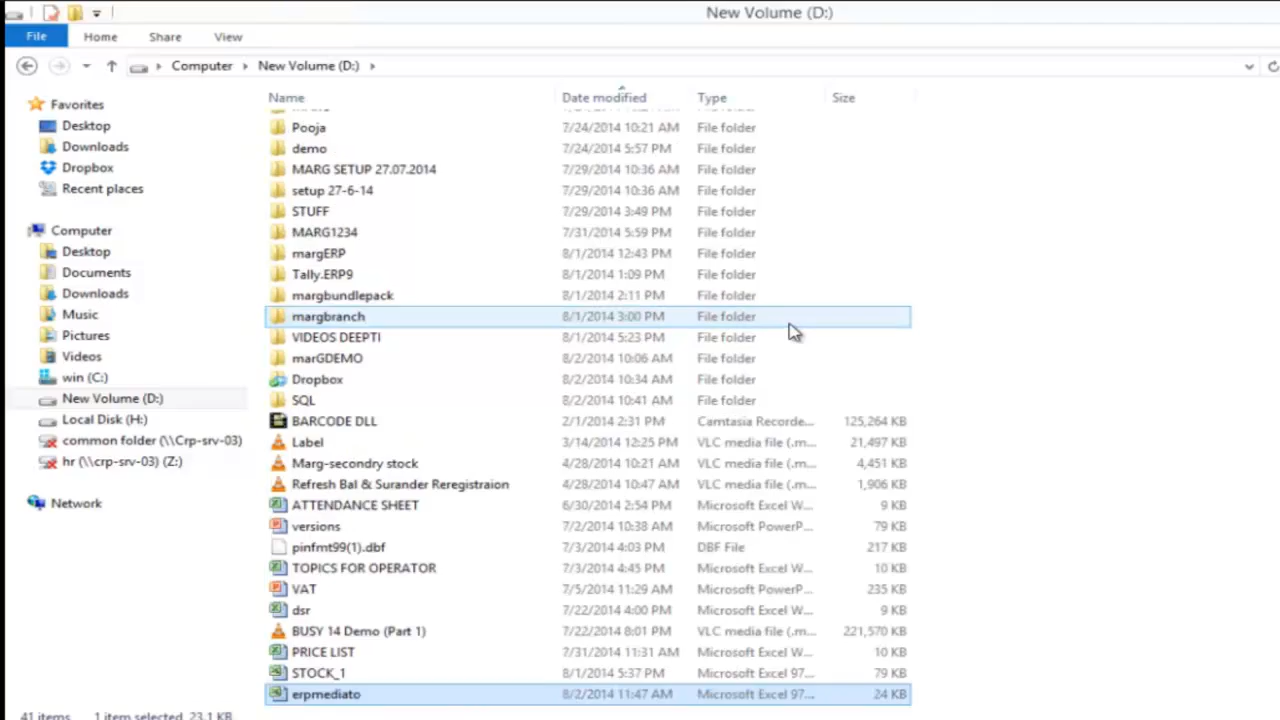 New Volume (D:)
File Home Share View
Computer New Volume (D:)
Name Date modified Type Size
Favorites
Desktop
Downloads
Dropbox
Recent places
Computer
Desktop
Documents
Downloads
Music
Pictures
Videos
win (C:)
New Volume (D:)
Local Disk (H:)
common folder (\\Crp-srv-03)
hr (\\crp-srv-03) (Z:)
Network
Pooja 7/24/2014 10:21 AM File folder
demo 7/24/2014 5:57 PM File folder
MARG SETUP 27.07.2014 7/29/2014 10:36 AM File folder
setup 27-6-14 7/29/2014 10:36 AM File folder
STUFF 7/29/2014 3:49 PM File folder
MARG1234 7/31/2014 5:59 PM File folder
margERP 8/1/2014 12:43 PM File folder
Tally.ERP9 8/1/2014 1:09 PM File folder
margbundlepack 8/1/2014 2:11 PM File folder
margbranch 8/1/2014 3:00 PM File folder
VIDEOS DEEPTI 8/1/2014 5:23 PM File folder
marGDEMO 8/2/2014 10:06 AM File folder
Dropbox 8/2/2014 10:34 AM File folder
SQL 8/2/2014 10:41 AM File folder
BARCODE DLL 2/1/2014 2:31 PM Camtasia Recorde... 125,264 KB
Label 3/14/2014 12:25 PM VLC media file (.m... 21,497 KB
Marg-secondry stock 4/28/2014 10:21 AM VLC media file (.m... 4,451 KB
Refresh Bal & Surander Reregistraion 4/28/2014 10:47 AM VLC media file (.m... 1,906 KB
ATTENDANCE SHEET 6/30/2014 2:54 PM Microsoft Excel W... 9 KB
versions 7/2/2014 10:38 AM Microsoft PowerP... 79 KB
pinfmt99(1).dbf 7/3/2014 4:03 PM DBF File 217 KB
TOPICS FOR OPERATOR 7/3/2014 4:45 PM Microsoft Excel W... 10 KB
VAT 7/5/2014 11:29 AM Microsoft PowerP... 235 KB
dsr 7/22/2014 4:00 PM Microsoft Excel W... 9 KB
BUSY 14 Demo (Part 1) 7/22/2014 8:01 PM VLC media file (.m... 221,570 KB
PRICE LIST 7/31/2014 11:31 AM Microsoft Excel W... 10 KB
STOCK_1 8/1/2014 5:37 PM Microsoft Excel 97... 79 KB
erpmediato 8/2/2014 11:47 AM Microsoft Excel 97... 24 KB
41 items 1 item selected 23.1 KB